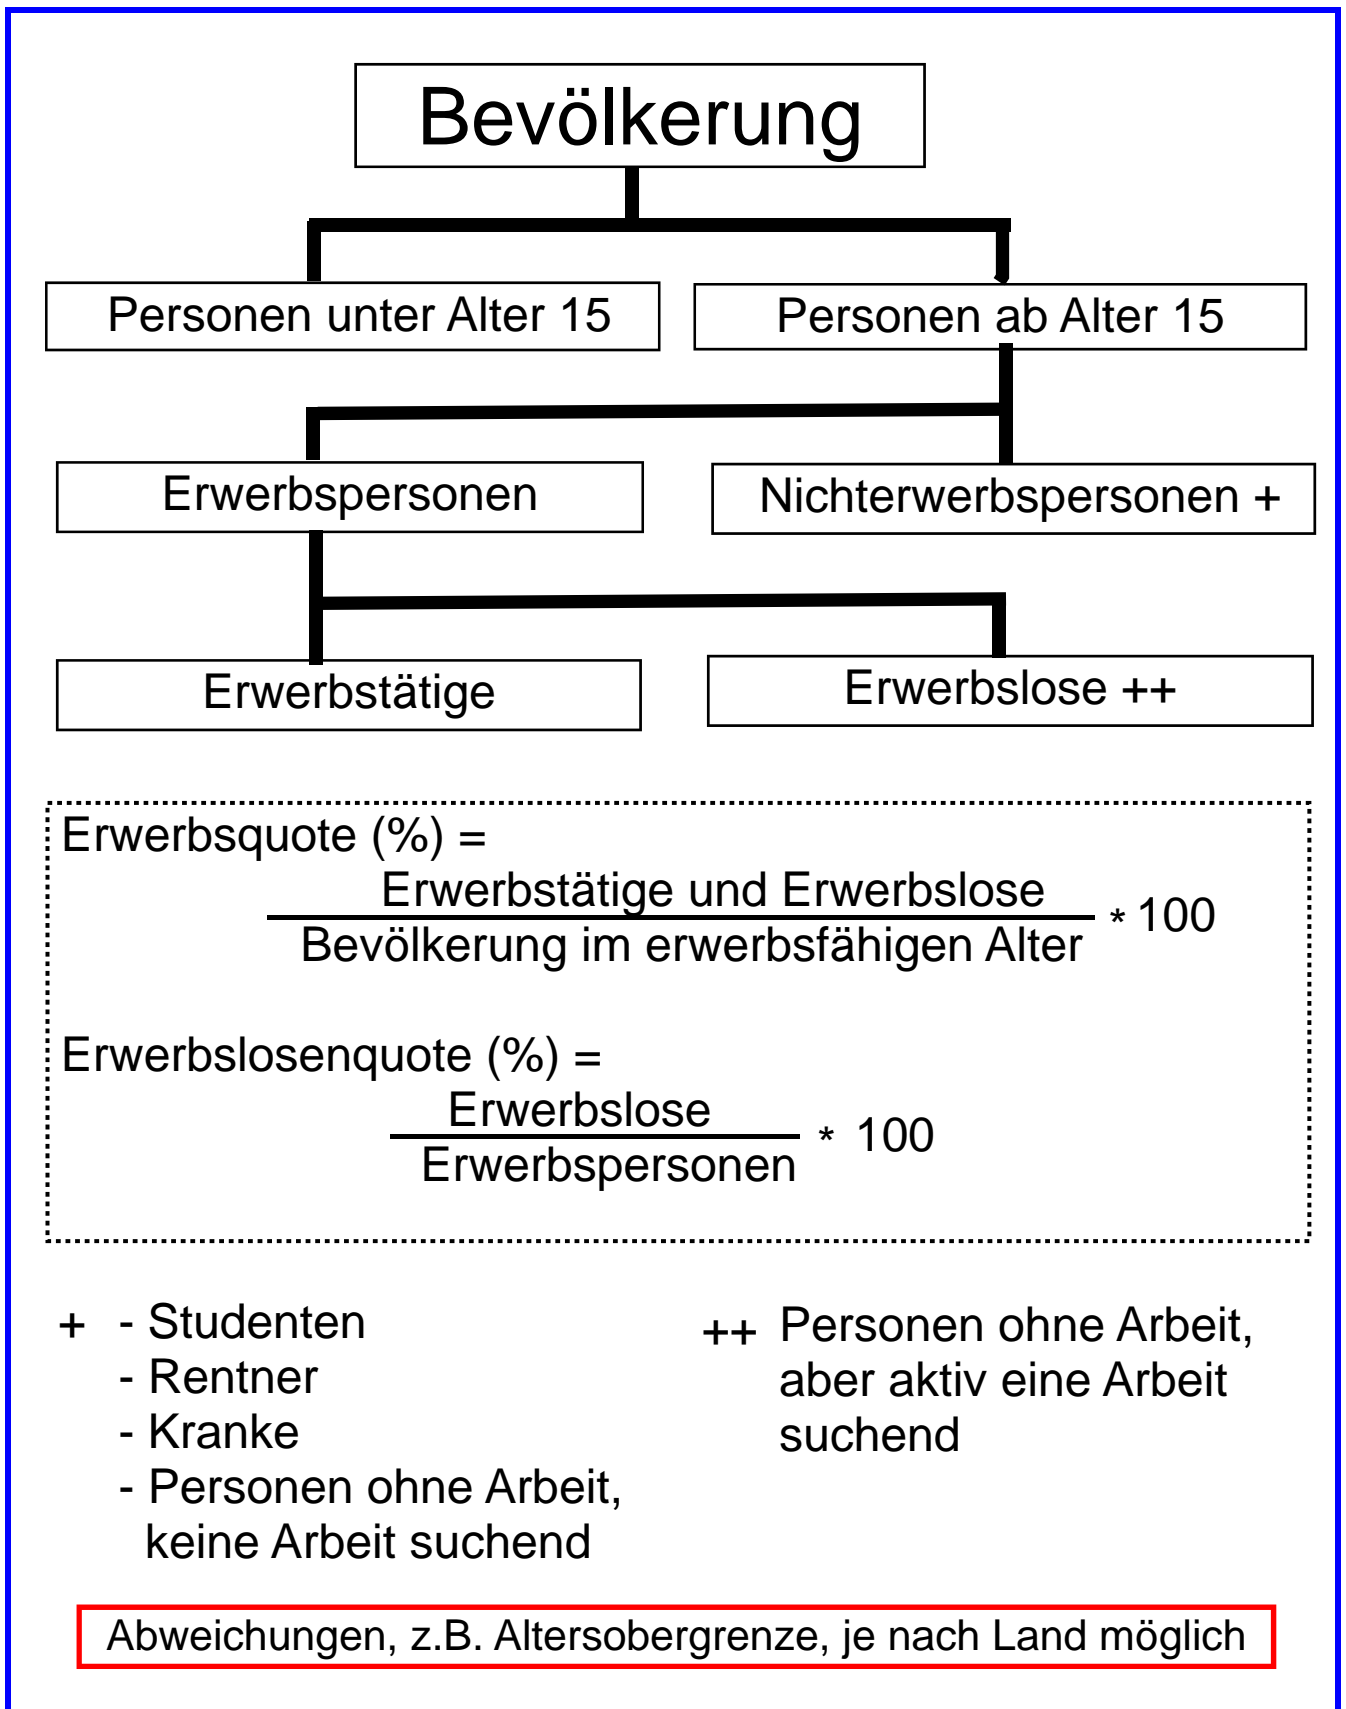 Bevölkerung
Personen unter Alter 15
Personen ab Alter 15
Erwerbspersonen
Nichterwerbspersonen +
Erwerbstätige
Erwerbslose ++
Erwerbsquote (%) =
Erwerbstätige und Erwerbslose
* 100
Bevölkerung im erwerbsfähigen Alter
Erwerbslosenquote (%) =
Erwerbslose
* 100
Erwerbspersonen
+ - Studenten
- Rentner
- Kranke
- Personen ohne Arbeit,
keine Arbeit suchend
++ Personen ohne Arbeit,
aber aktiv eine Arbeit
suchend
Abweichungen, z.B. Altersobergrenze, je nach Land möglich